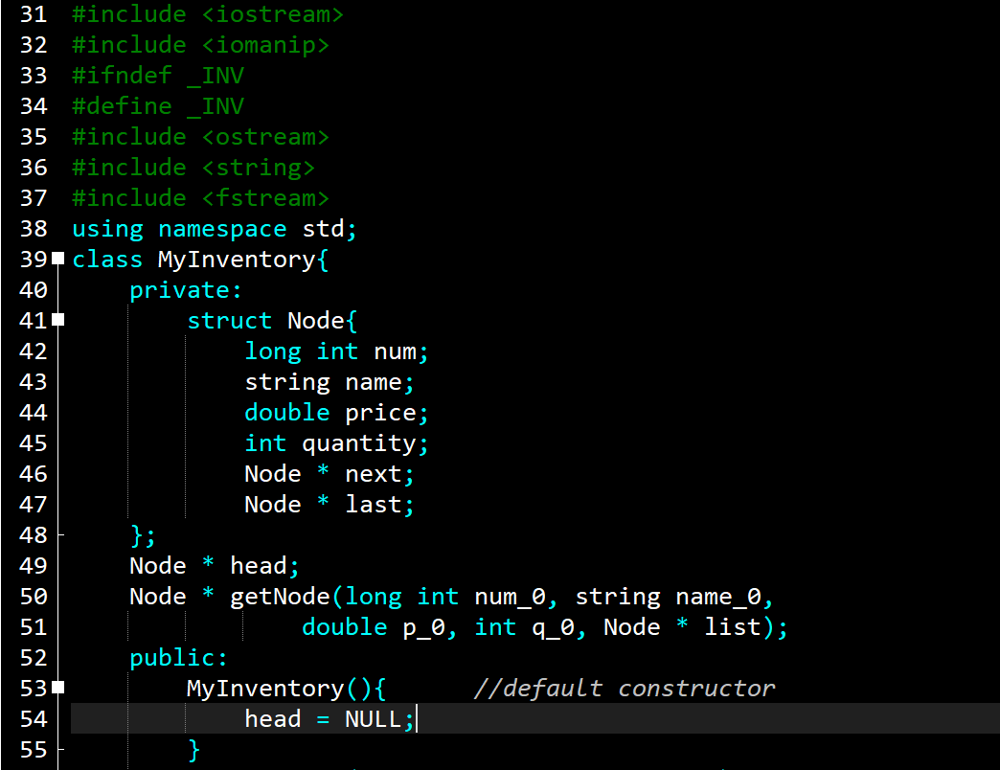 31 #include <iostream>
32 #include <iomanip>
33 #ifndef _INV
34 #define _INV
35 #include <ostream>
36 #include <string>
37 #include <fstream>
38 using namespace std;
39 class MyInventory{
40     private:
41         struct Node{
42             long int num;
43             string name;
44             double price;
45             int quantity;
46             Node * next;
47             Node * last;
48     };
49     Node * head;
50     Node * getNode(long int num_0, string name_0,
51                 double p_0, int q_0, Node * list);
52     public:
53         MyInventory(){      //default constructor
54             head = NULL;
55         }